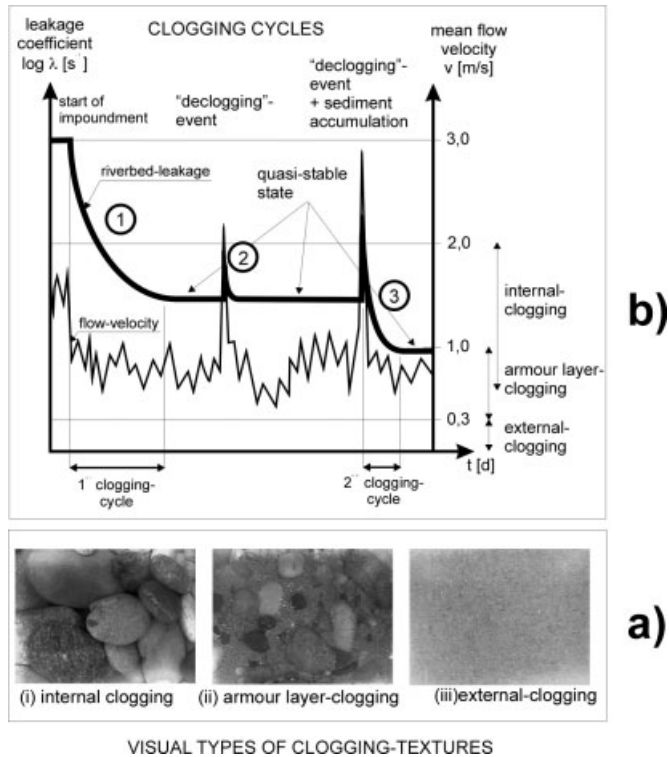 leakage
coefficient
log λ [s ]
CLOGGING CYCLES
mean flow
velocity
v [m/s]
start of
impoundment
"declogging"-
event
"declogging"-
event
+ sediment
accumulation
3,0
riverbed-leakage
quasi-stable
state
1
2
3
2,0
internal-
clogging
b)
flow-velocity
1,0
armour layer-
clogging
0,3
external-
clogging
t [d]
1¨ clogging-
cycle
2¨ clogging-
cycle
(i) internal clogging
(ii) armour layer-clogging
(iii)external-clogging
a)
VISUAL TYPES OF CLOGGING-TEXTURES